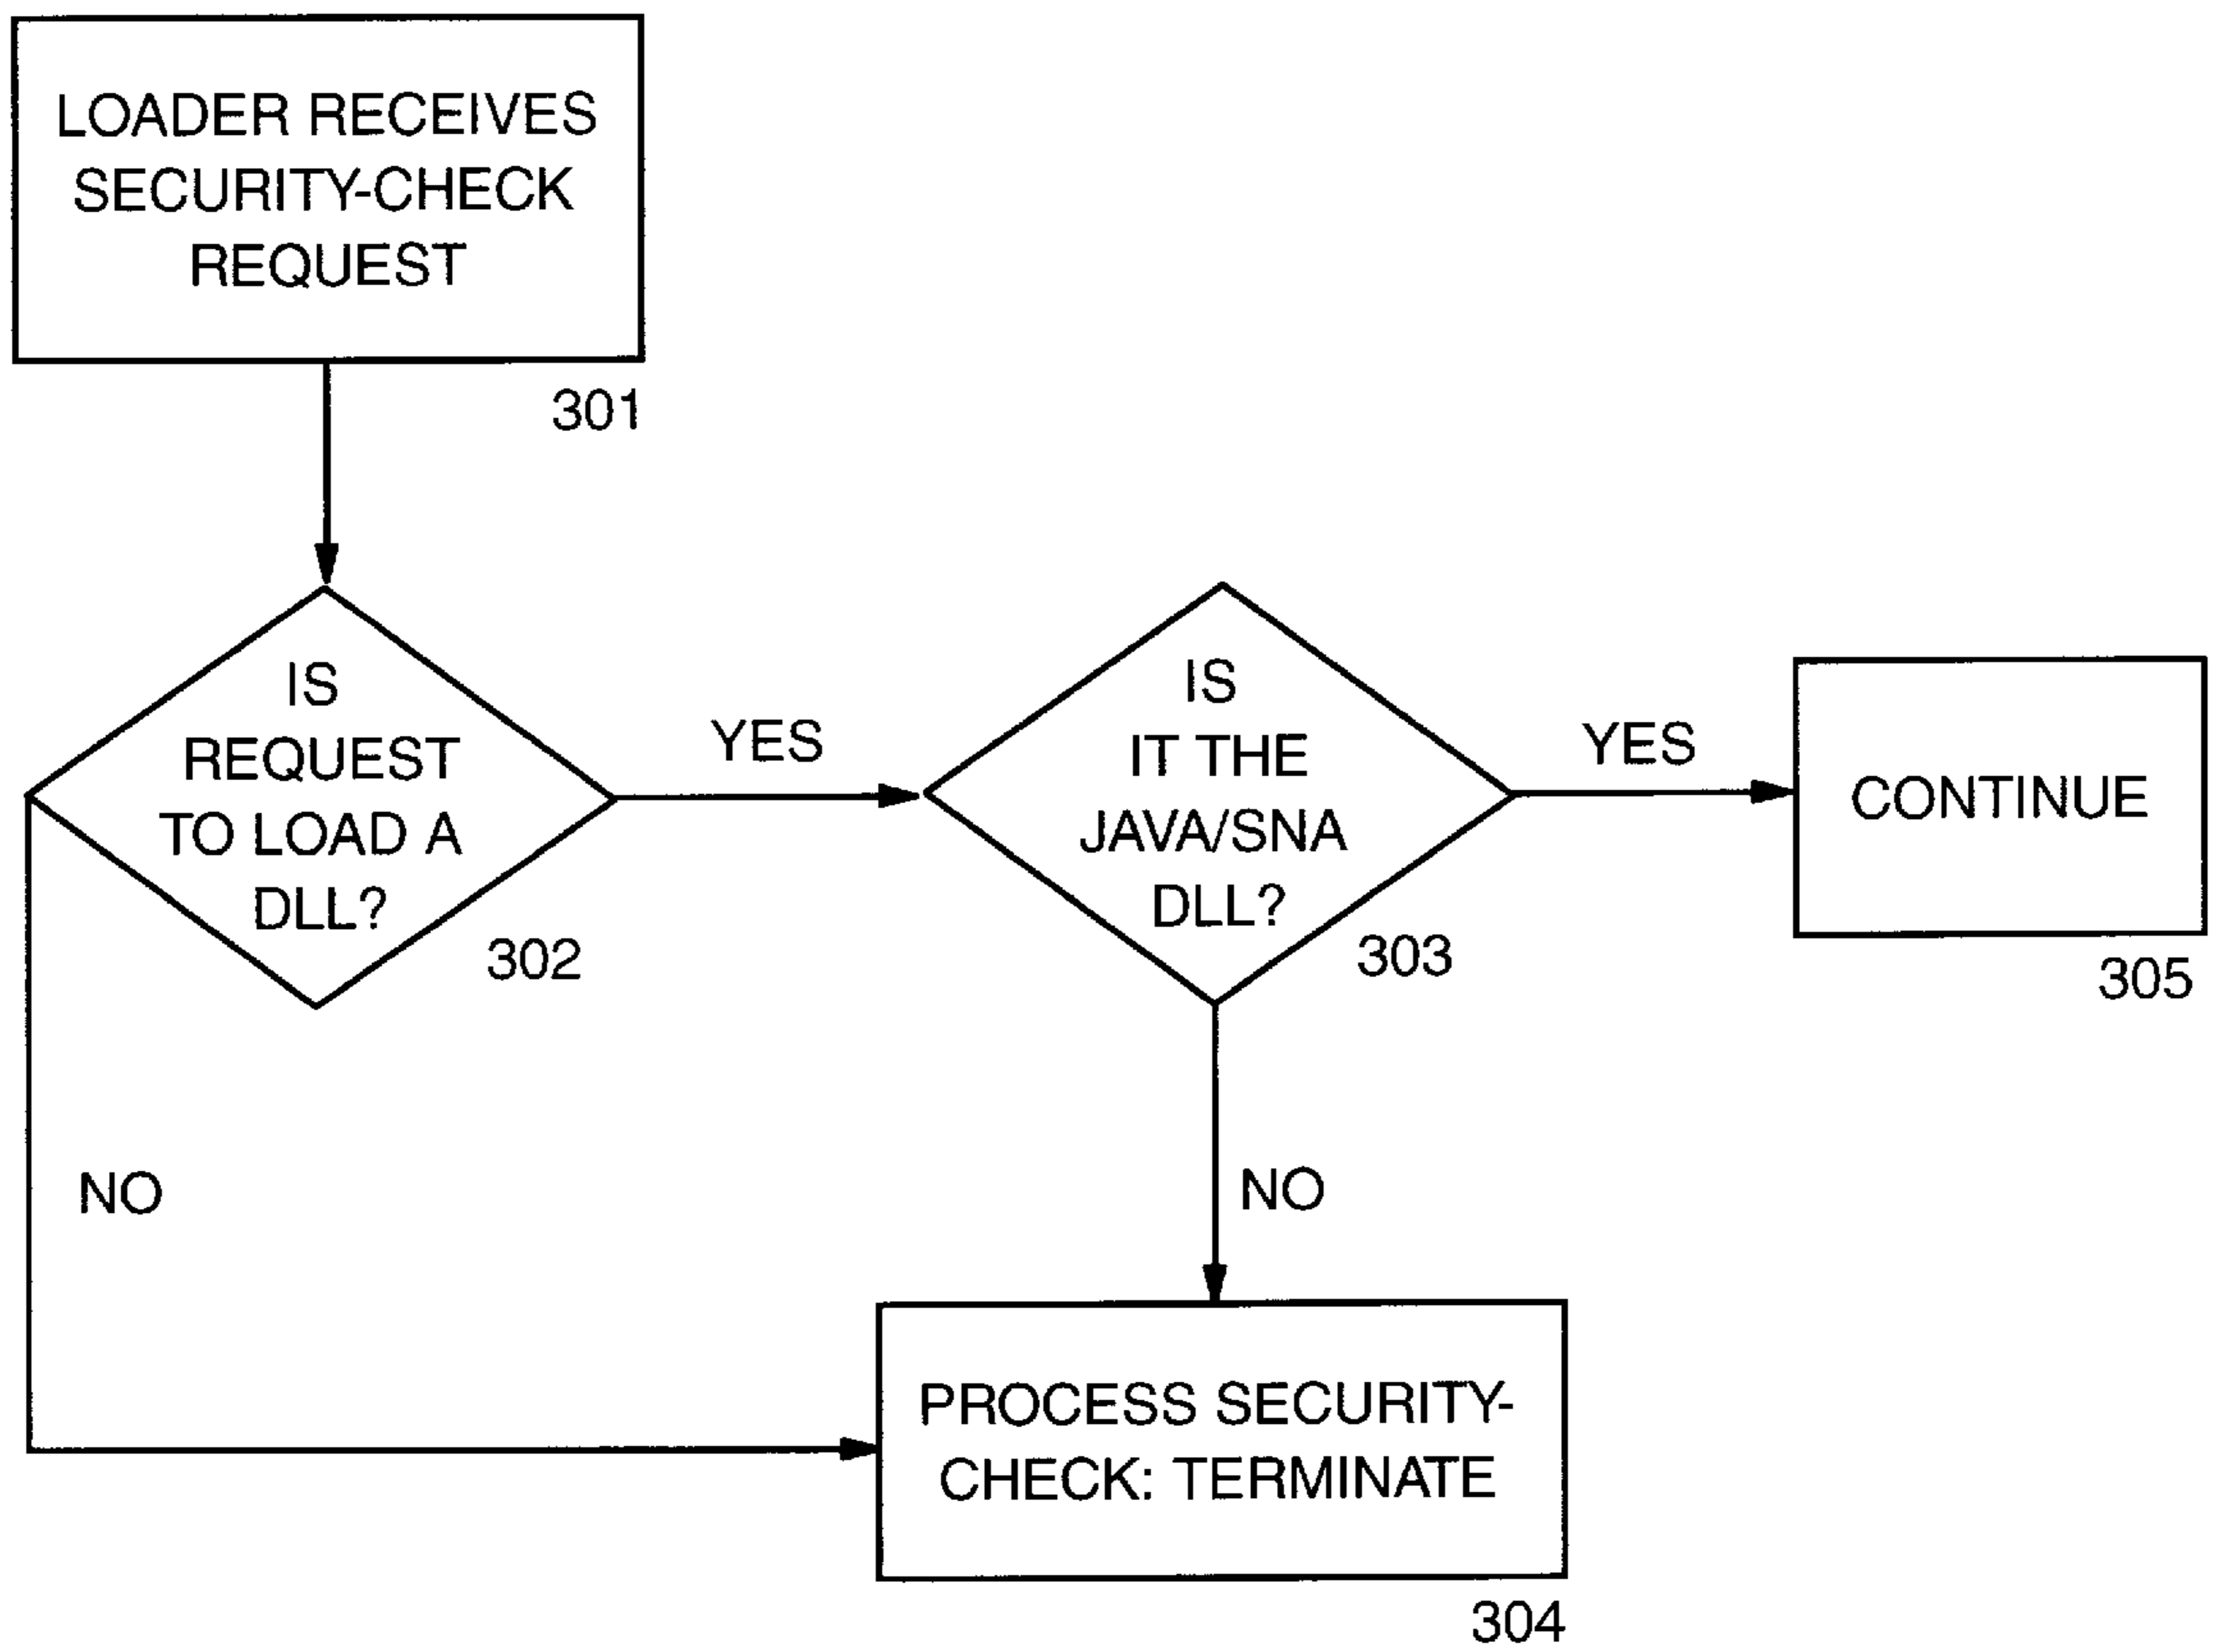 LOADER RECEIVES
SECURITY-CHECK
REQUEST
301
IS
REQUEST
TO LOAD A
DLL?
302
YES
IS
IT THE
JAVA/SNA
DLL?
303
YES
CONTINUE
305
NO
NO
PROCESS SECURITY-
CHECK: TERMINATE
304